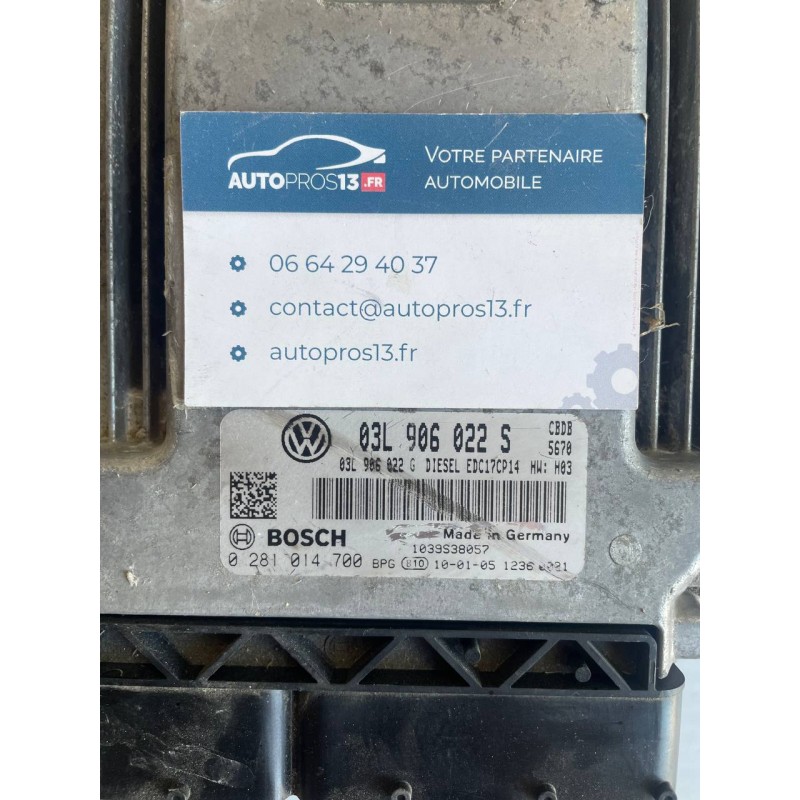 AUTOPROS13.FR
VOTRE PARTENAIRE
AUTOMOBILE
06 64 29 40 37
contact@autopros13.fr
autopros13.fr
03L 906 022 S
CBDB
5670
03L 906 022 G DIESEL EDC17CP14 HW: H03
BOSCH
Made in Germany
1039S38057
0 281 014 700 BPG 810 10-01-05 1236